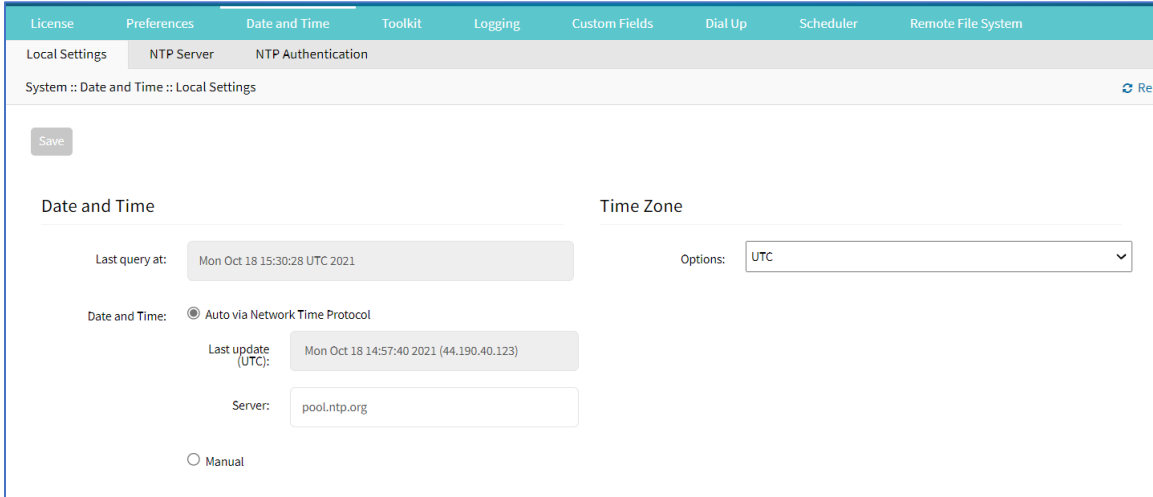 License Preferences Date and Time Toolkit Logging Custom Fields Dial Up Scheduler Remote File System
Local Settings NTP Server NTP Authentication
System :: Date and Time :: Local Settings Re
Save
Date and Time Time Zone
Last query at: Mon Oct 18 15:30:28 UTC 2021 Options: UTC
Date and Time: Auto via Network Time Protocol
Last update
(UTC): Mon Oct 18 14:57:40 2021 (44.190.40.123)
Server: pool.ntp.org
Manual